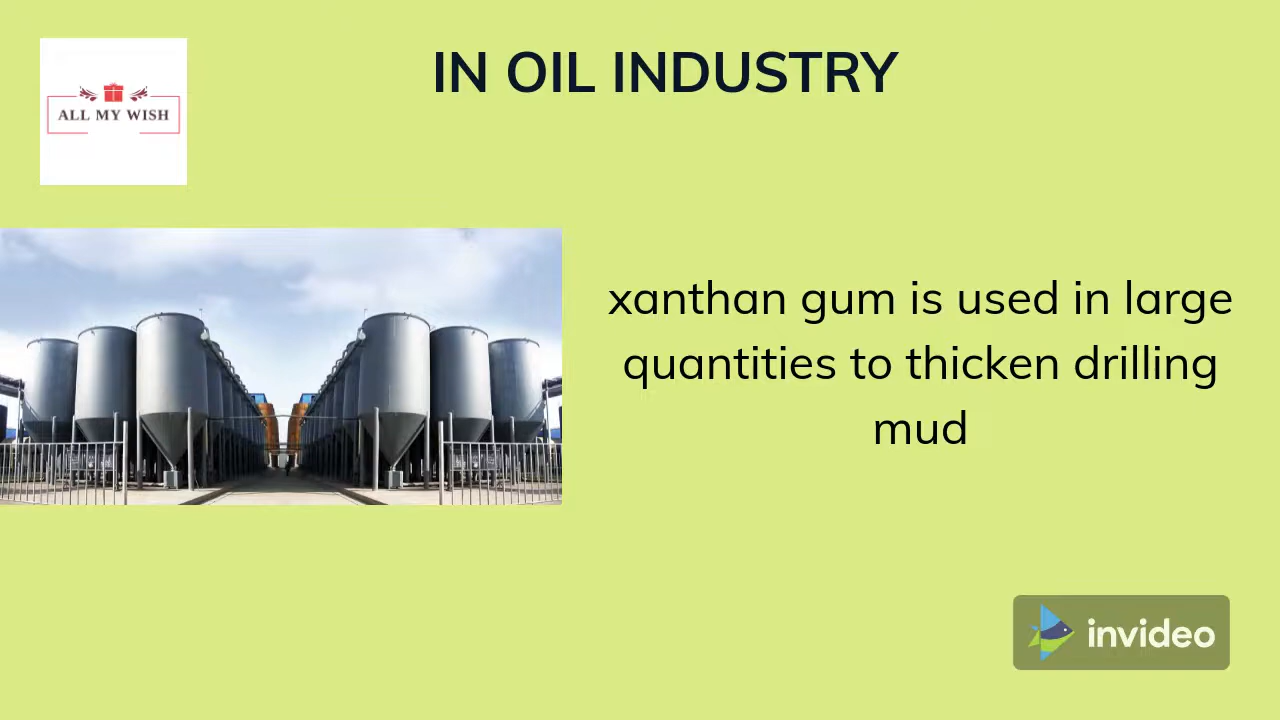 IN OIL INDUSTRY
ALL MY WISH
xanthan gum is used in large
quantities to thicken drilling
mud
invideo